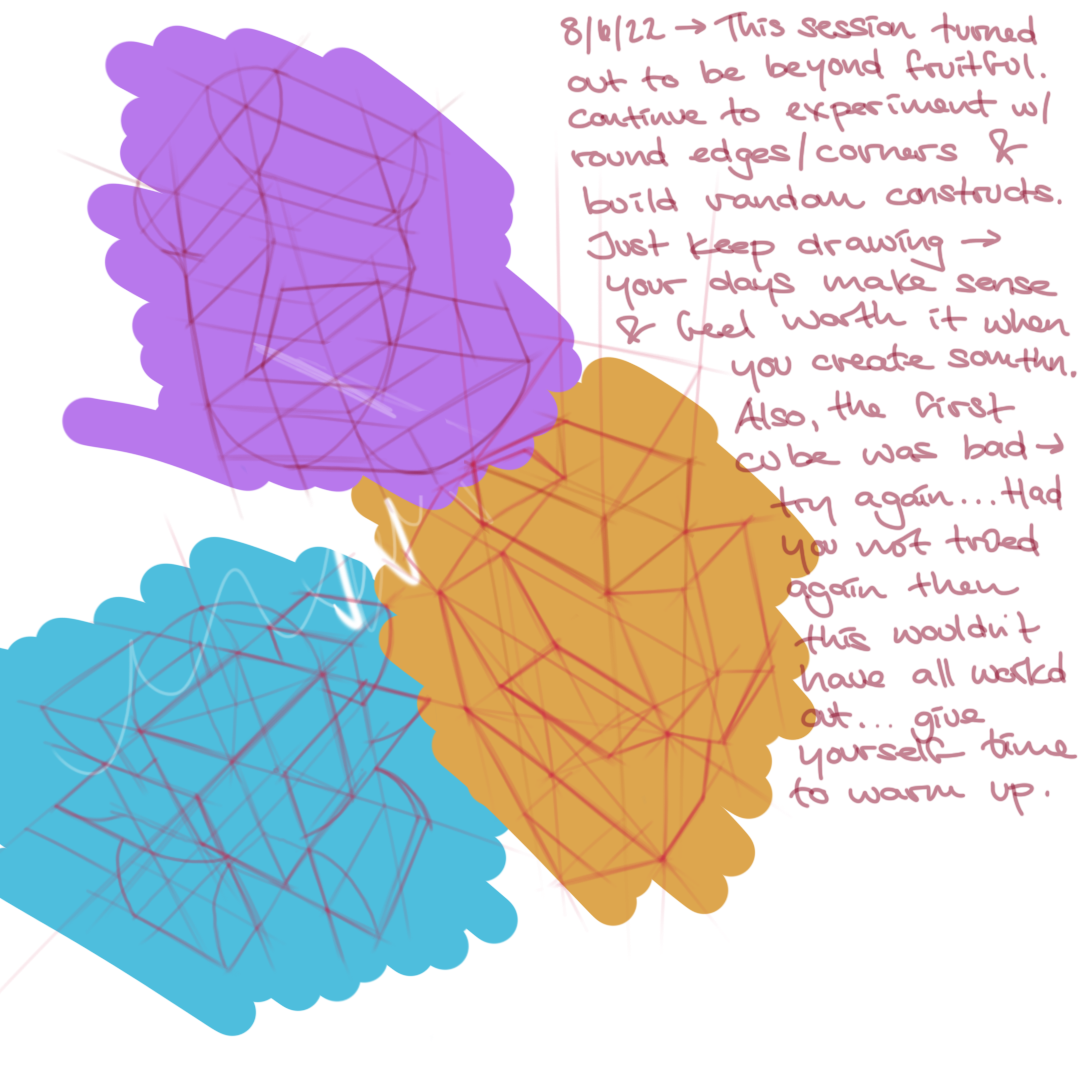 8/6/22 → This session turned
out to be beyond fruitful.
continue to experiment w/
round edges/corners &
build random constructs.
Just keep drawing →
your days make sense
& feel worth it when
you create somthn.
Also, the first
cube was bad →
try again... Had
you not tried
again then
this wouldn't
have all workd
out... give
yourself time
to warm up.